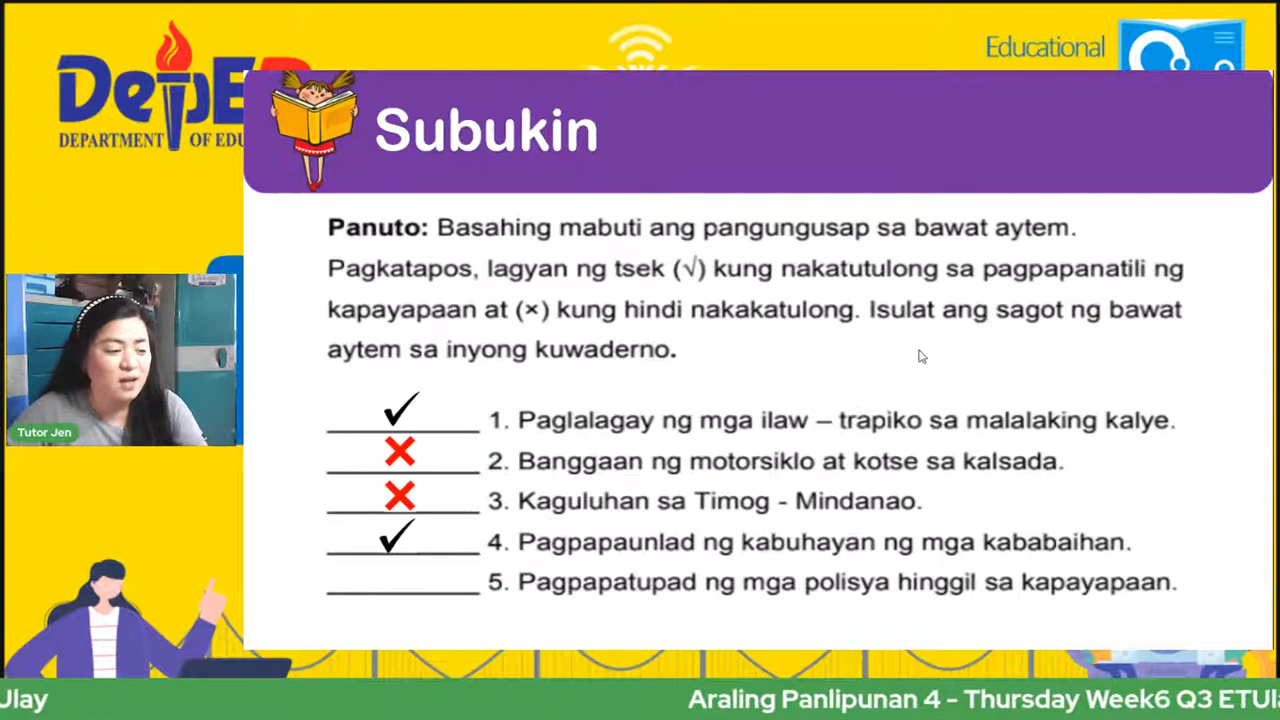 DepED
DEPARTMENT OF EDU
Educational
Subukin
Panuto: Basahing mabuti ang pangungusap sa bawat aytem.
Pagkatapos, lagyan ng tsek (√) kung nakatutulong sa pagpapanatili ng
kapayapaan at (×) kung hindi nakakatulong. Isulat ang sagot ng bawat
aytem sa inyong kuwaderno.
✓ 1. Paglalagay ng mga ilaw – trapiko sa malalaking kalye.
✕ 2. Banggaan ng motorsiklo at kotse sa kalsada.
✕ 3. Kaguluhan sa Timog - Mindanao.
✓ 4. Pagpapaunlad ng kabuhayan ng mga kababaihan.
5. Pagpapatupad ng mga polisya hinggil sa kapayapaan.
Tutor Jen
Ulay
Araling Panlipunan 4 - Thursday Week6 Q3 ETUla